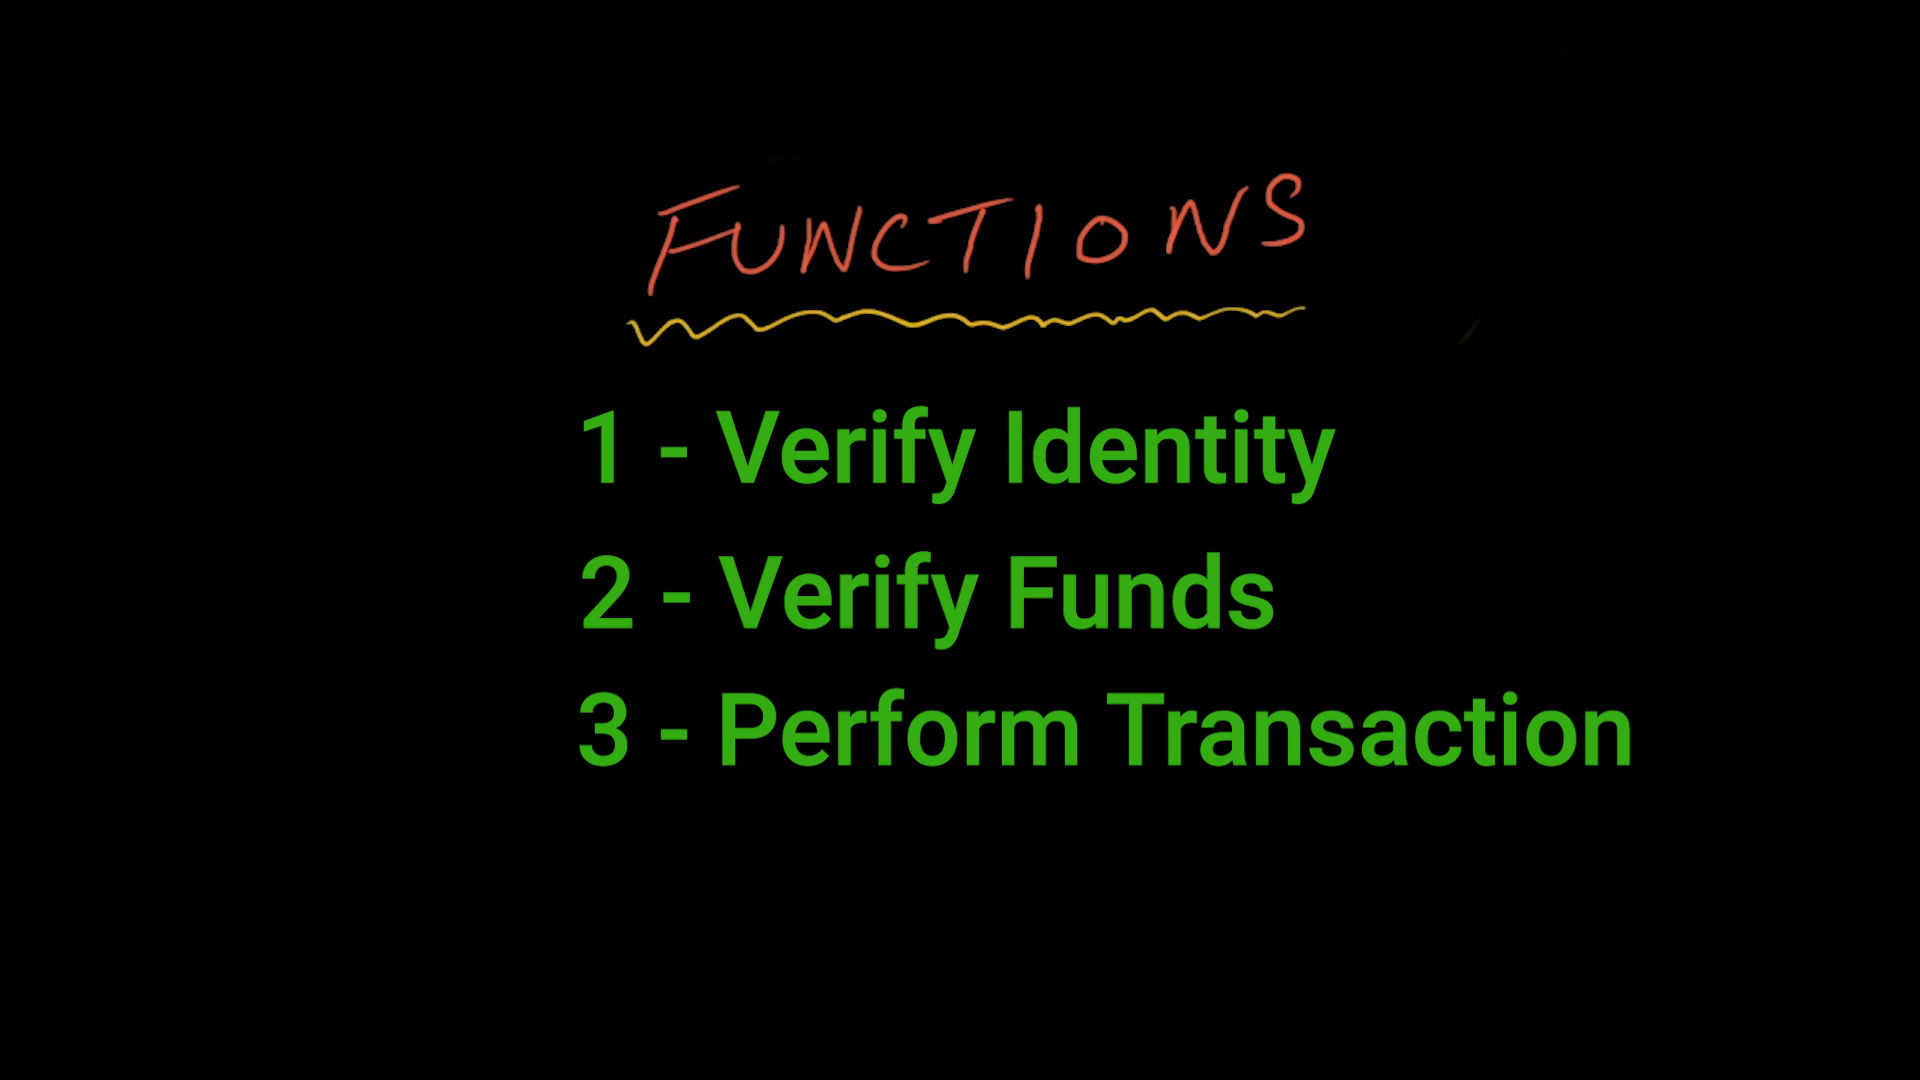 FUNCTIONS
1 - Verify Identity
2 - Verify Funds
3 - Perform Transaction